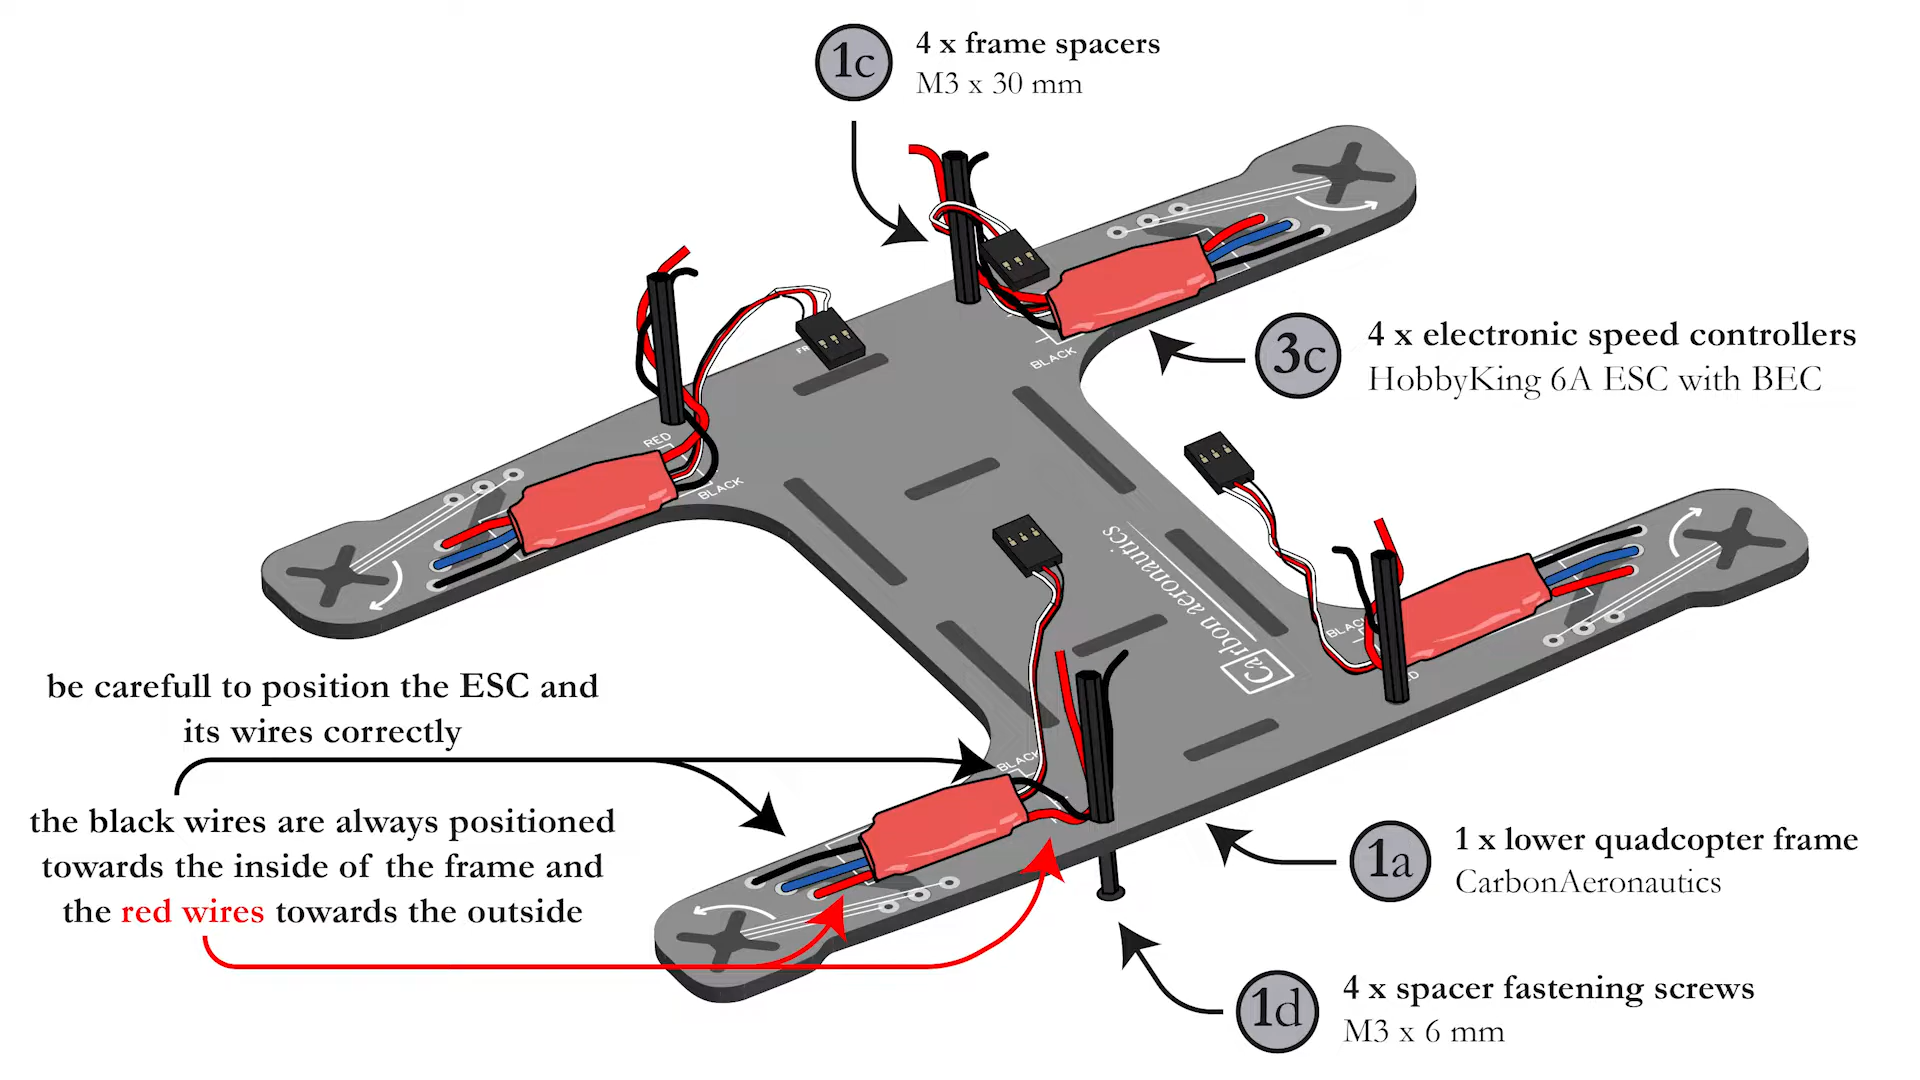 1c
4 x frame spacers
M3 x 30 mm
BLACK
3c
4 x electronic speed controllers
HobbyKing 6A ESC with BEC
RED
BLACK
Carbon aeronautics
be carefull to position the ESC and
its wires correctly
the black wires are always positioned
towards the inside of the frame and
the red wires towards the outside
1a
1 x lower quadcopter frame
CarbonAeronautics
1d
4 x spacer fastening screws
M3 x 6 mm